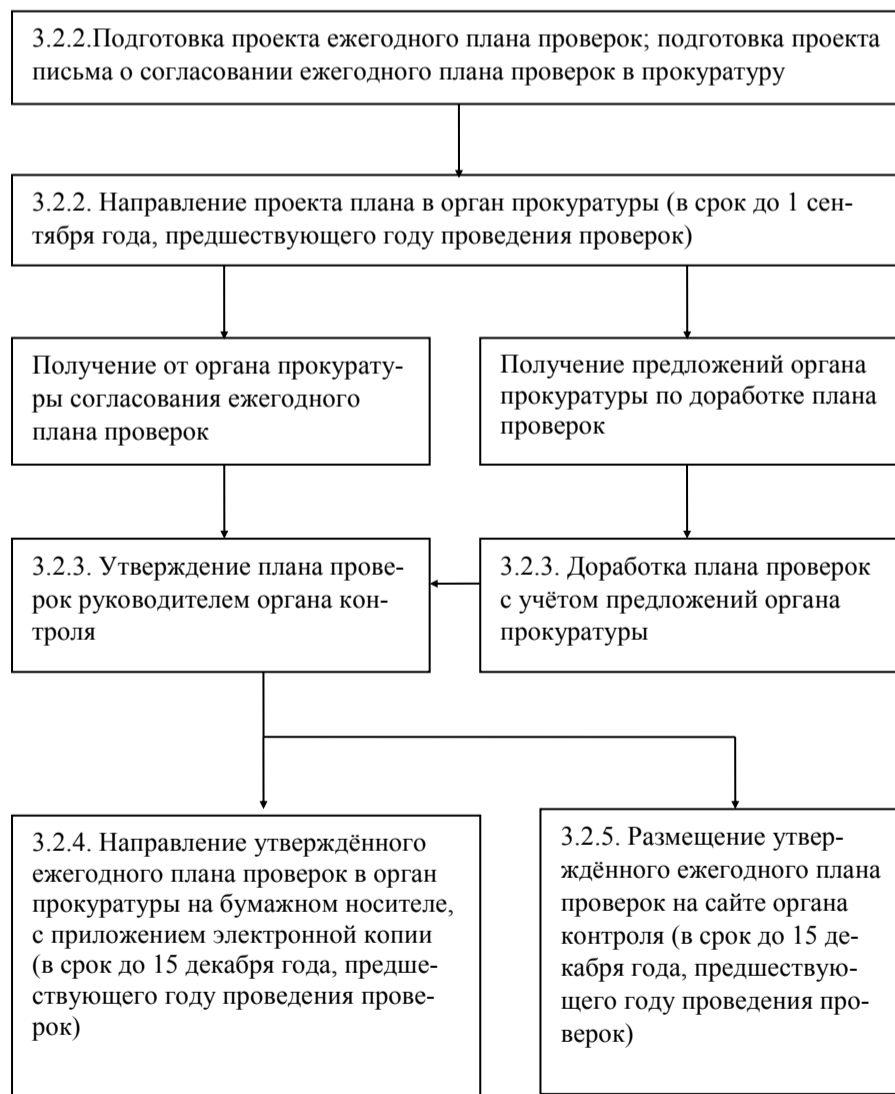 3.2.2.Подготовка проекта ежегодного плана проверок; подготовка проекта
письма о согласовании ежегодного плана проверок в прокуратуру
3.2.2. Направление проекта плана в орган прокуратуры (в срок до 1 сен-
тября года, предшествующего году проведения проверок)
Получение от органа прокурату-
ры согласования ежегодного
плана проверок
Получение предложений органа
прокуратуры по доработке плана
проверок
3.2.3. Утверждение плана прове-
рок руководителем органа кон-
троля
3.2.3. Доработка плана проверок
с учётом предложений органа
прокуратуры
3.2.4. Направление утверждённого
ежегодного плана проверок в орган
прокуратуры на бумажном носителе,
с приложением электронной копии
(в срок до 15 декабря года, предше-
ствующего году проведения прове-
рок)
3.2.5. Размещение утвер-
ждённого ежегодного плана
проверок на сайте органа
контроля (в срок до 15 де-
кабря года, предшествую-
щего году проведения про-
верок)